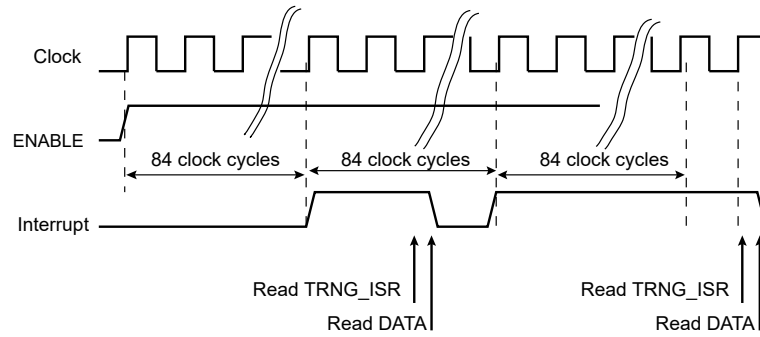 Clock
ENABLE
84 clock cycles
84 clock cycles
84 clock cycles
Interrupt
Read TRNG_ISR
Read TRNG_ISR
Read DATA
Read DATA